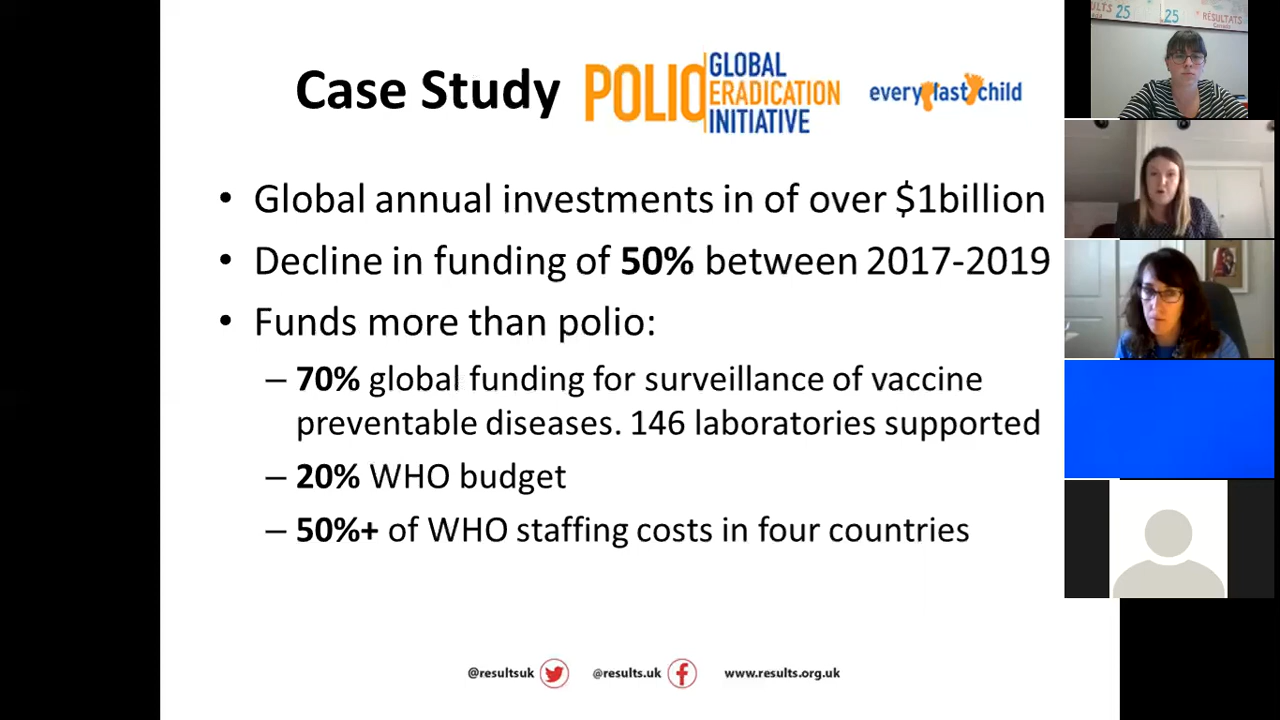 Case Study
POLIO GLOBAL
ERADICATION
INITIATIVE
every last child
• Global annual investments in of over $1billion
• Decline in funding of 50% between 2017-2019
• Funds more than polio:
– 70% global funding for surveillance of vaccine
preventable diseases. 146 laboratories supported
– 20% WHO budget
– 50%+ of WHO staffing costs in four countries
@resultsuk
@results.uk
www.results.org.uk
25
25
RÉSULTATS